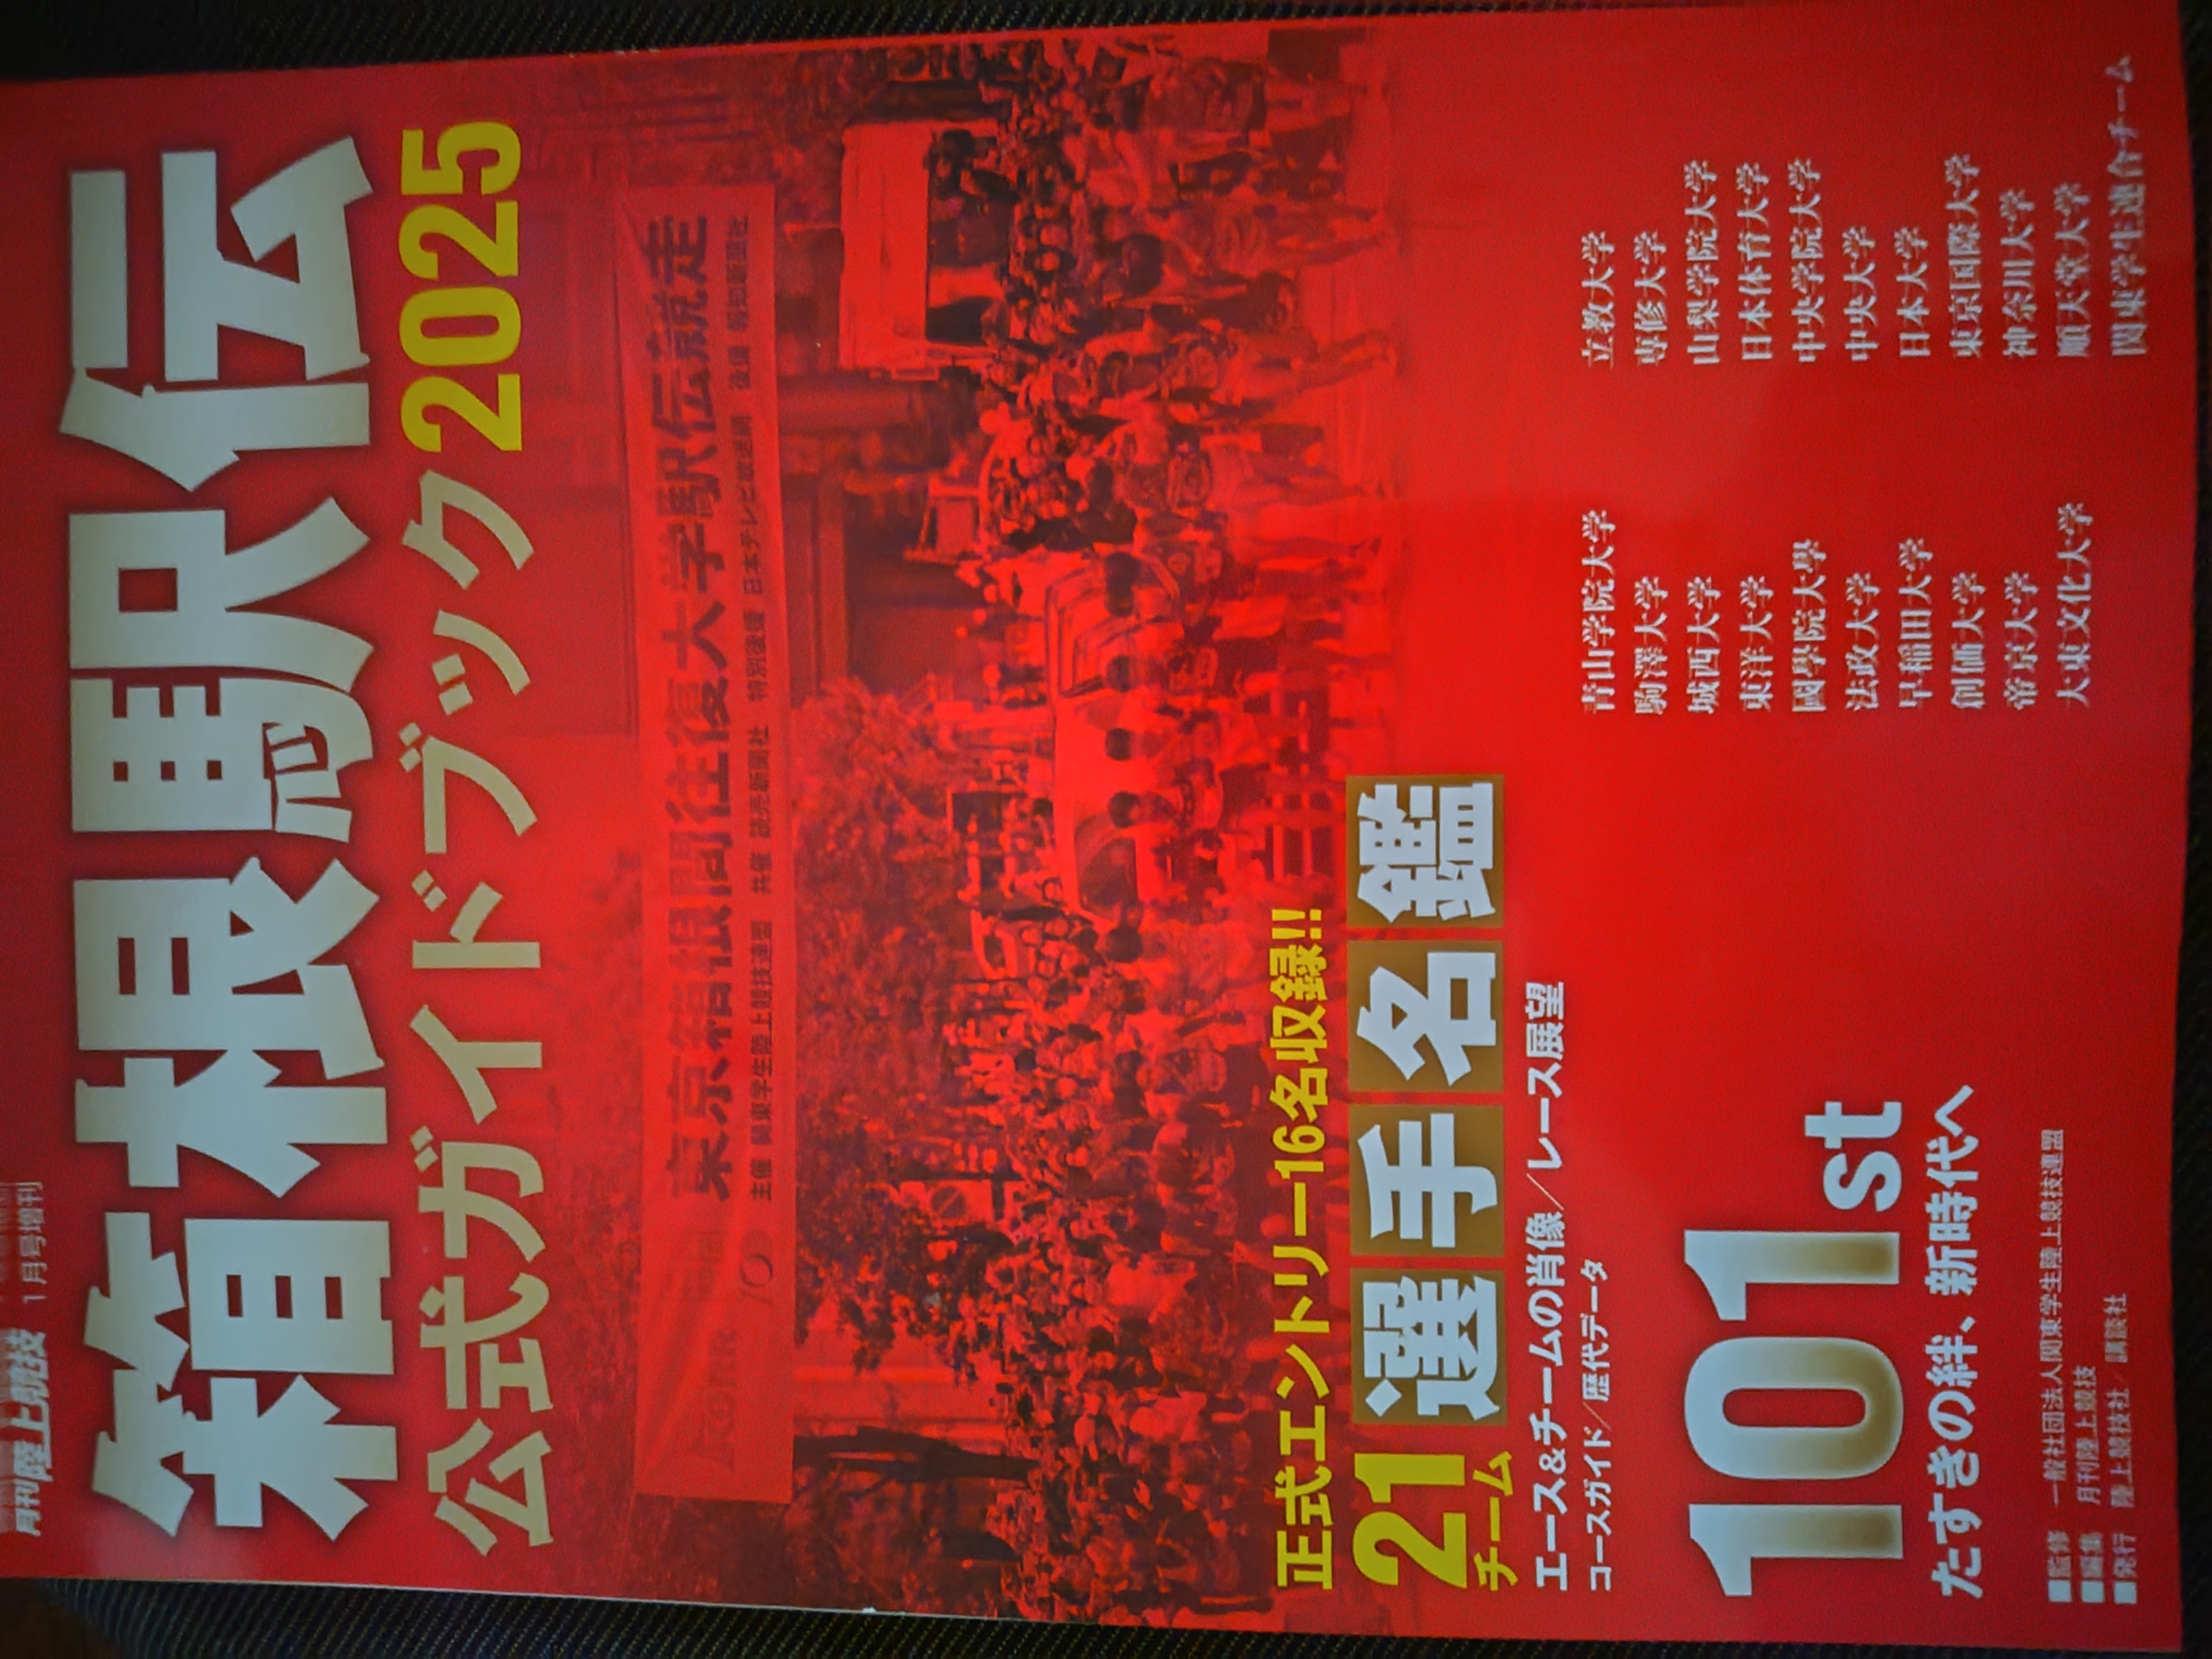 月刊陸上競技 1月号増刊
箱根駅伝
公式ガイドブック2025
東京箱根間往復大学駅伝競走
主催 関東学生陸上競技連盟 共催 読売新聞社 特別後援 日本テレビ放送網 後援 報知新聞社
正式エントリー16名収録!!
21チーム
選手名鑑
エース&チームの肖像/レース展望
コースガイド/歴代データ
青山学院大学
駒澤大学
城西大学
東洋大学
國學院大學
法政大学
早稲田大学
創価大学
帝京大学
大東文化大学
立教大学
専修大学
山梨学院大学
日本体育大学
中央学院大学
中央大学
日本大学
東京国際大学
神奈川大学
順天堂大学
関東学生連合チーム
101st
たすきの絆、新時代へ
■監修 一般社団法人関東学生陸上競技連盟
■編集 月刊陸上競技
■発行 陸上競技社/講談社